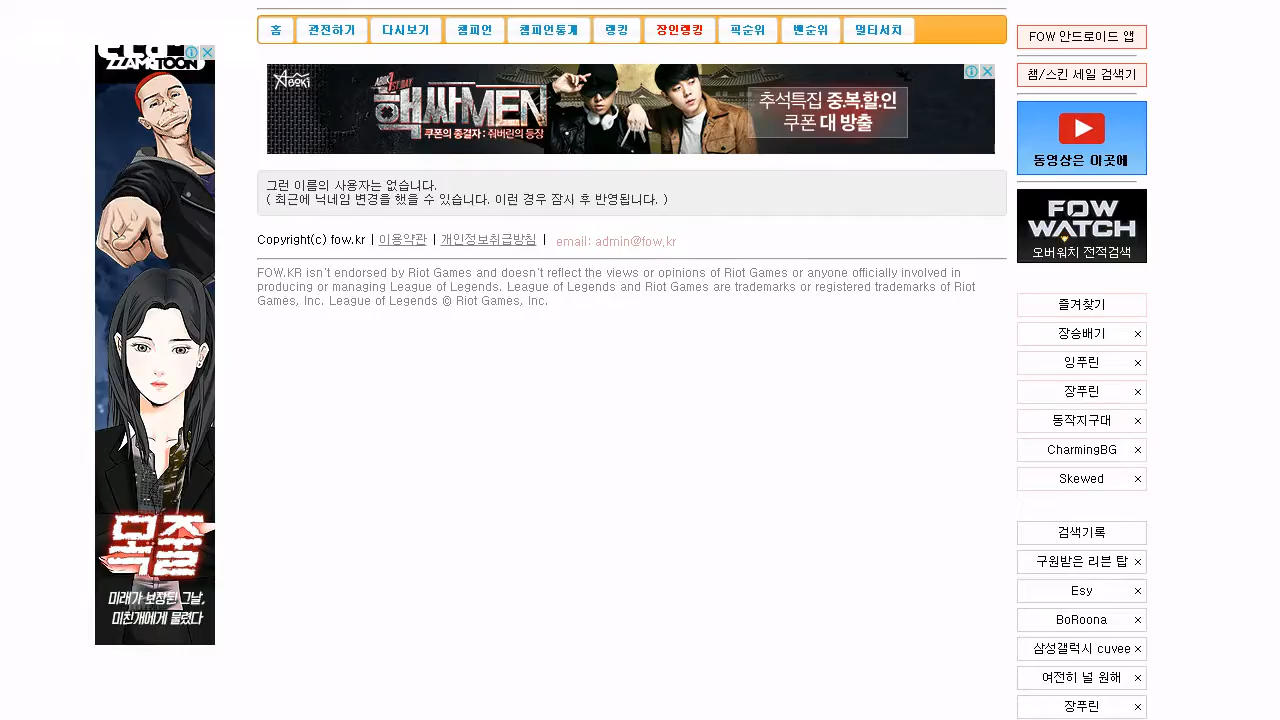 홈 관전하기 다시보기 챔피언 챔피언통계 랭킹 장인랭킹 픽순위 밴순위 멀티서치
ZZAMTOON
모줄
미래가 보장된 그날,
미친개에게 물렸다
ABOKI
1ST DAY
핵싸MEN
쿠폰의 종결자 : 줘버린의 등장
추석특집 중.복.할.인
쿠폰 대 방출
그런 이름의 사용자는 없습니다.
( 최근에 닉네임 변경을 했을 수 있습니다. 이런 경우 잠시 후 반영됩니다. )
Copyright(c) fow.kr | 이용약관 | 개인정보취급방침 | email: admin@fow.kr
FOW.KR isn't endorsed by Riot Games and doesn't reflect the views or opinions of Riot Games or anyone officially involved in
producing or managing League of Legends. League of Legends and Riot Games are trademarks or registered trademarks of Riot
Games, Inc. League of Legends © Riot Games, Inc.
FOW 안드로이드 앱
챔/스킨 세일 검색기
동영상은 이곳에
FOW
WATCH
오버워치 전적검색
즐겨찾기
장승배기 ×
잉푸린 ×
장푸린 ×
동작지구대 ×
CharmingBG ×
Skewed ×
검색기록
구원받은 리븐 탑 ×
Esy ×
BoRoona ×
삼성갤럭시 cuvee ×
여전히 널 원해 ×
장푸린 ×